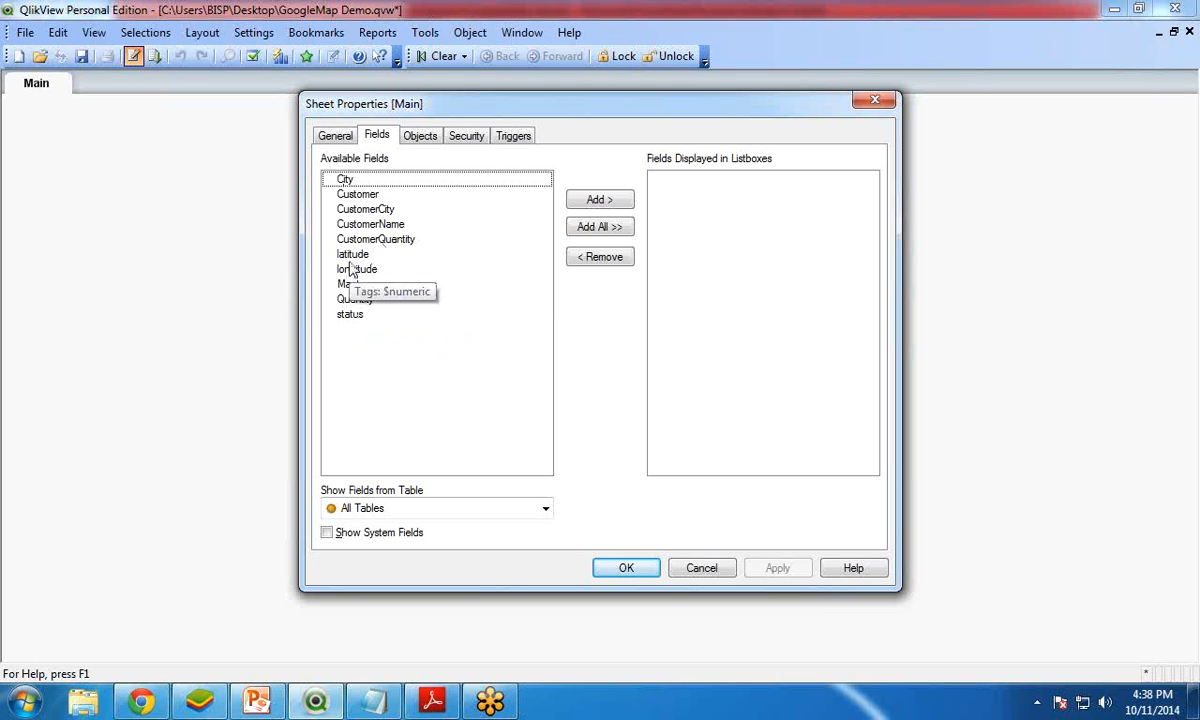 QlikView Personal Edition - [C:\Users\BISP\Desktop\GoogleMap Demo.qvw*]
File Edit View Selections Layout Settings Bookmarks Reports Tools Object Window Help
Clear Back Forward Lock Unlock
Main
Sheet Properties [Main]
General Fields Objects Security Triggers
Available Fields
Fields Displayed in Listboxes
City
Customer
CustomerCity
CustomerName
CustomerQuantity
latitude
Tags: $numeric
status
Add >
Add All >>
< Remove
Show Fields from Table
All Tables
Show System Fields
OK Cancel Apply Help
For Help, press F1
4:38 PM
10/11/2014